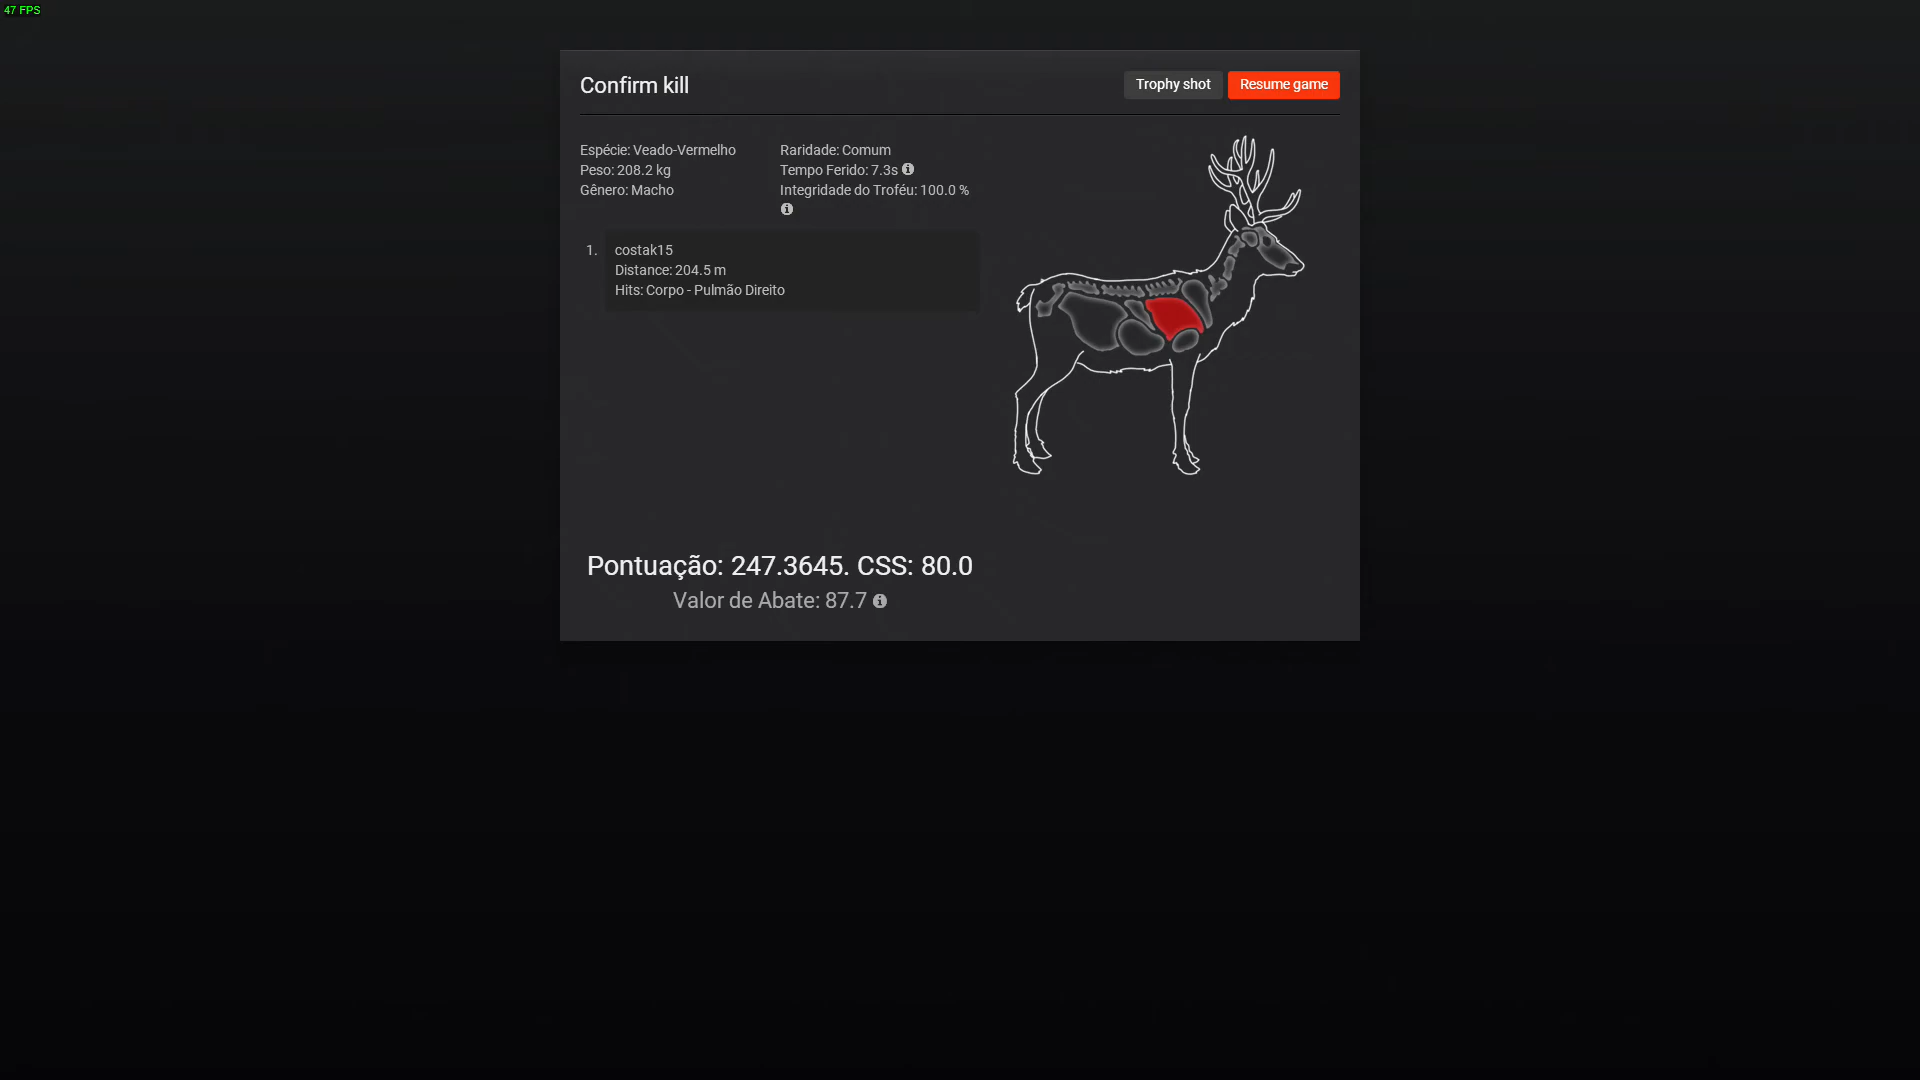 47 FPS
Confirm kill
Trophy shot
Resume game
Espécie: Veado-Vermelho
Peso: 208.2 kg
Gênero: Macho
Raridade: Comum
Tempo Ferido: 7.3s
Integridade do Troféu: 100.0 %
1. costak15
Distance: 204.5 m
Hits: Corpo - Pulmão Direito
Pontuação: 247.3645. CSS: 80.0
Valor de Abate: 87.7